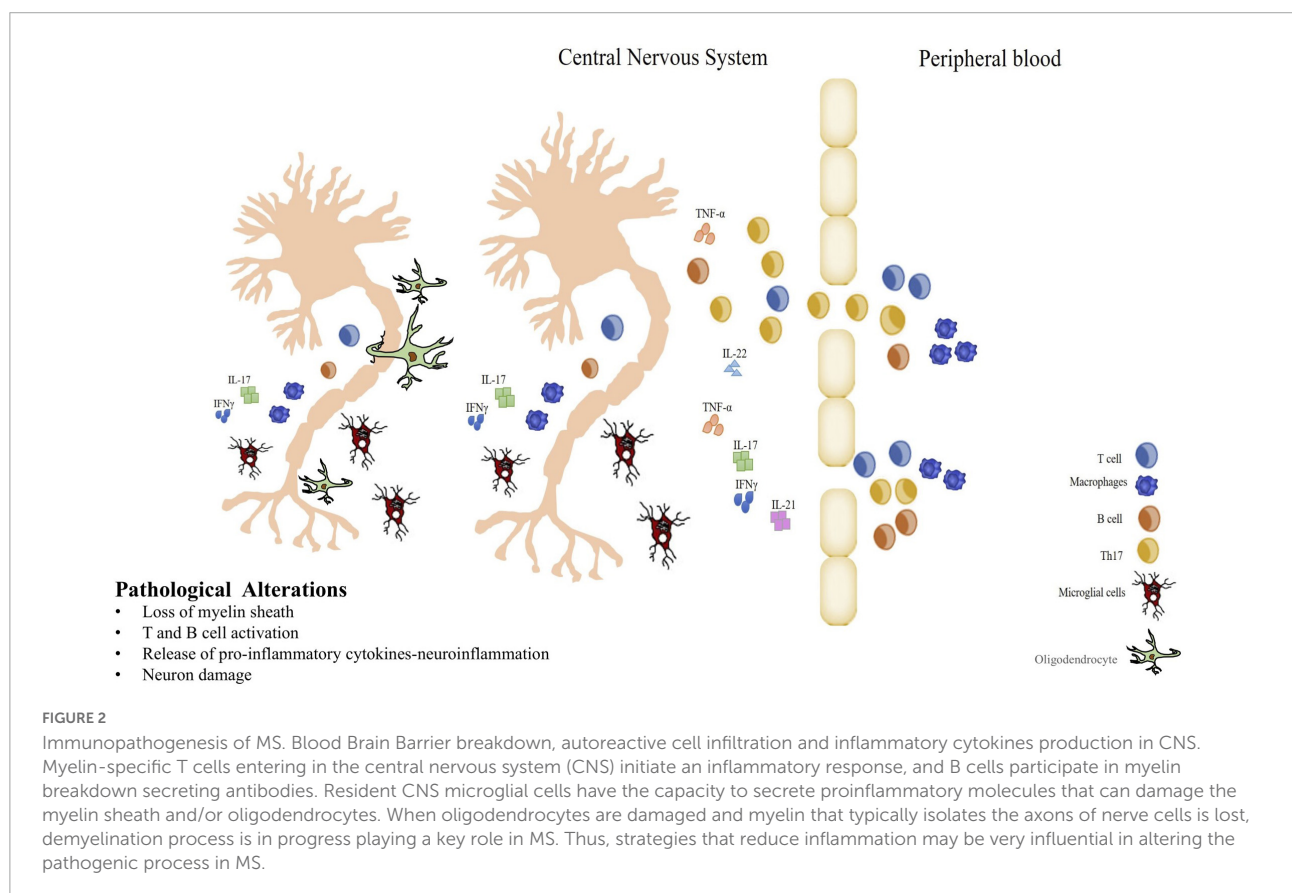 Central Nervous System
Peripheral blood
TNF-α
IL-22
TNF-α
IL-17
IFNγ
IL-21
IL-17
IFNγ
IL-17
IFNγ
T cell
Macrophages
B cell
Th17
Microglial cells
Oligodendrocyte
Pathological Alterations
• Loss of myelin sheath
• T and B cell activation
• Release of pro-inflammatory cytokines-neuroinflammation
• Neuron damage
FIGURE 2
Immunopathogenesis of MS. Blood Brain Barrier breakdown, autoreactive cell infiltration and inflammatory cytokines production in CNS.
Myelin-specific T cells entering in the central nervous system (CNS) initiate an inflammatory response, and B cells participate in myelin
breakdown secreting antibodies. Resident CNS microglial cells have the capacity to secrete proinflammatory molecules that can damage the
myelin sheath and/or oligodendrocytes. When oligodendrocytes are damaged and myelin that typically isolates the axons of nerve cells is lost,
demyelination process is in progress playing a key role in MS. Thus, strategies that reduce inflammation may be very influential in altering the
pathogenic process in MS.